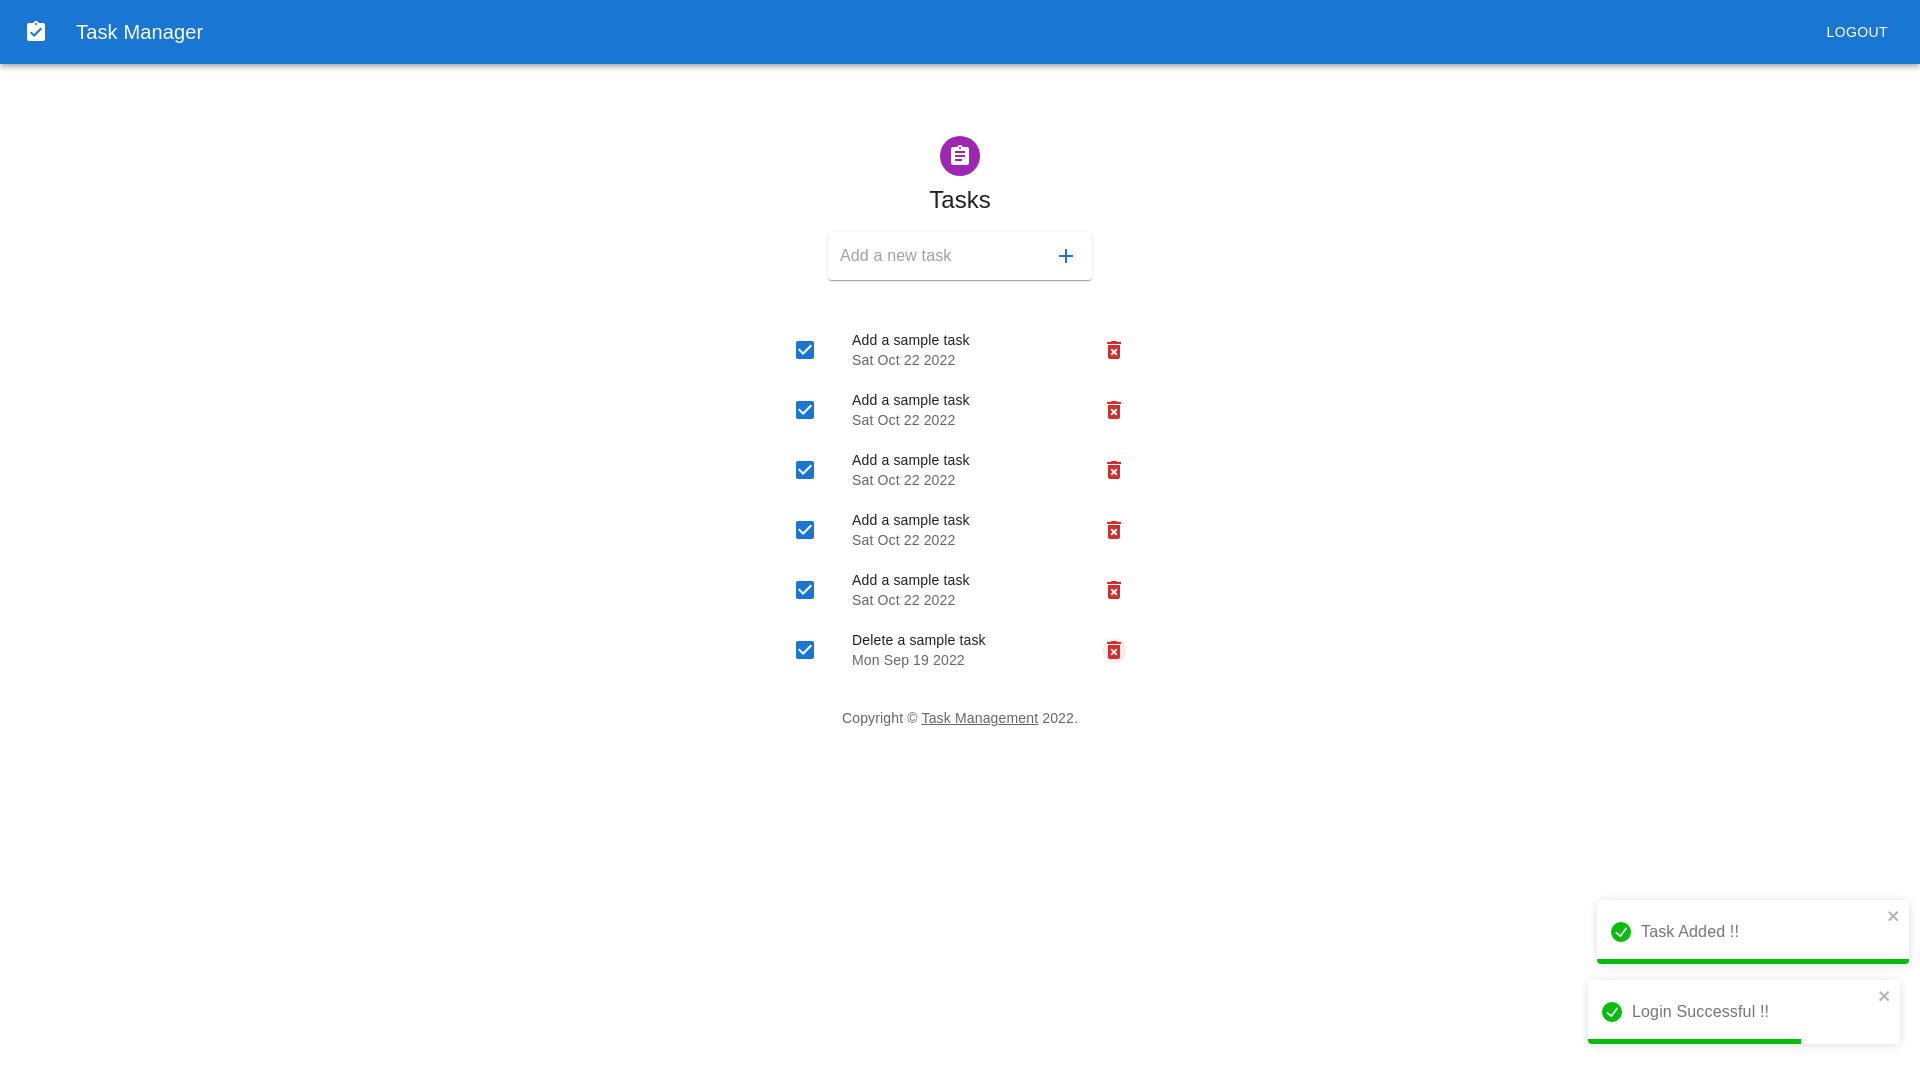 Task Manager
LOGOUT
Tasks
Add a new task
Add a sample task
Sat Oct 22 2022
Add a sample task
Sat Oct 22 2022
Add a sample task
Sat Oct 22 2022
Add a sample task
Sat Oct 22 2022
Add a sample task
Sat Oct 22 2022
Delete a sample task
Mon Sep 19 2022
Copyright © Task Management 2022.
Task Added !!
Login Successful !!